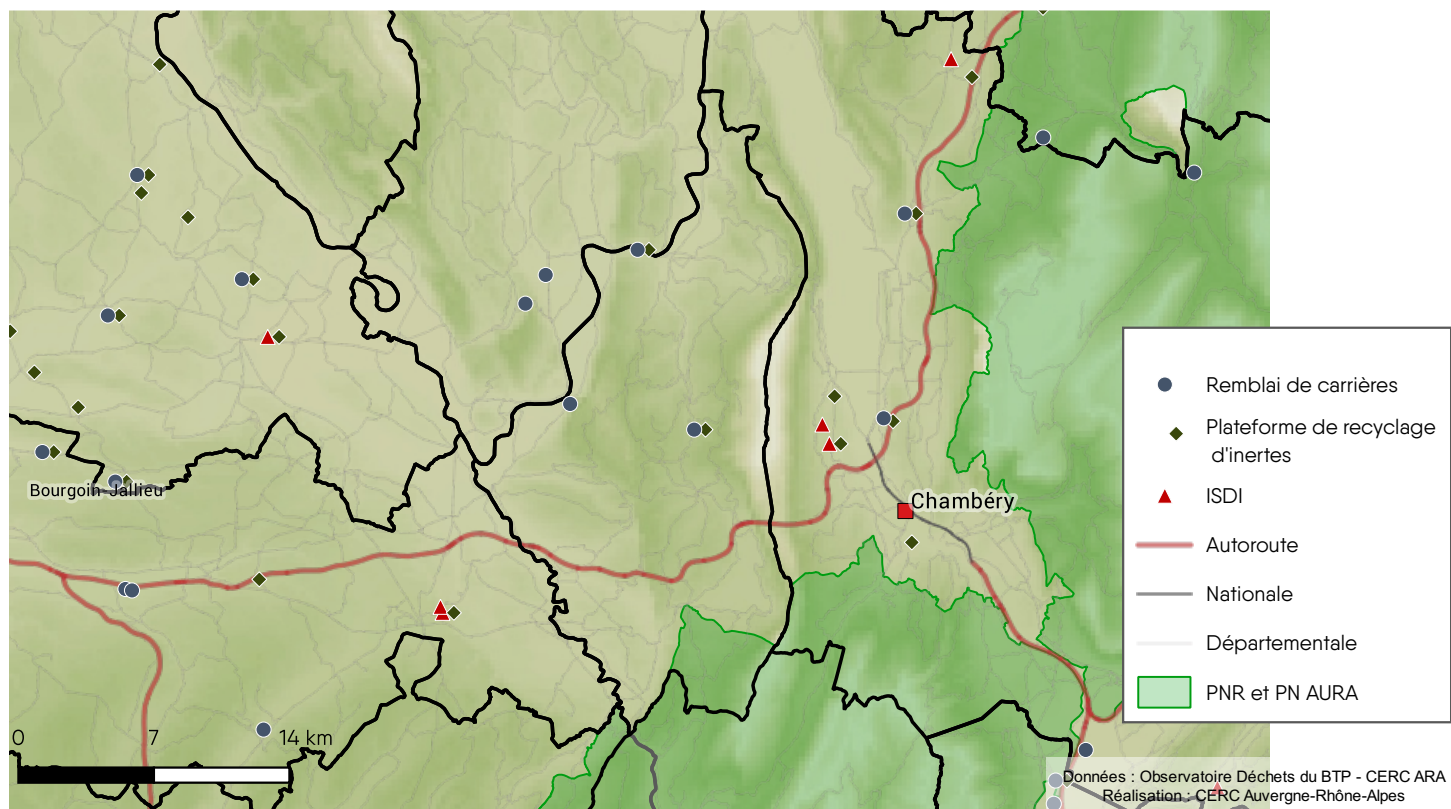 Bourgoin-Jallieu
Chambéry
0 7 14 km
Remblai de carrières
Plateforme de recyclage
d'inertes
ISDI
Autoroute
Nationale
Départementale
PNR et PN AURA
Données : Observatoire Déchets du BTP - CERC ARA
Réalisation : CERC Auvergne-Rhône-Alpes